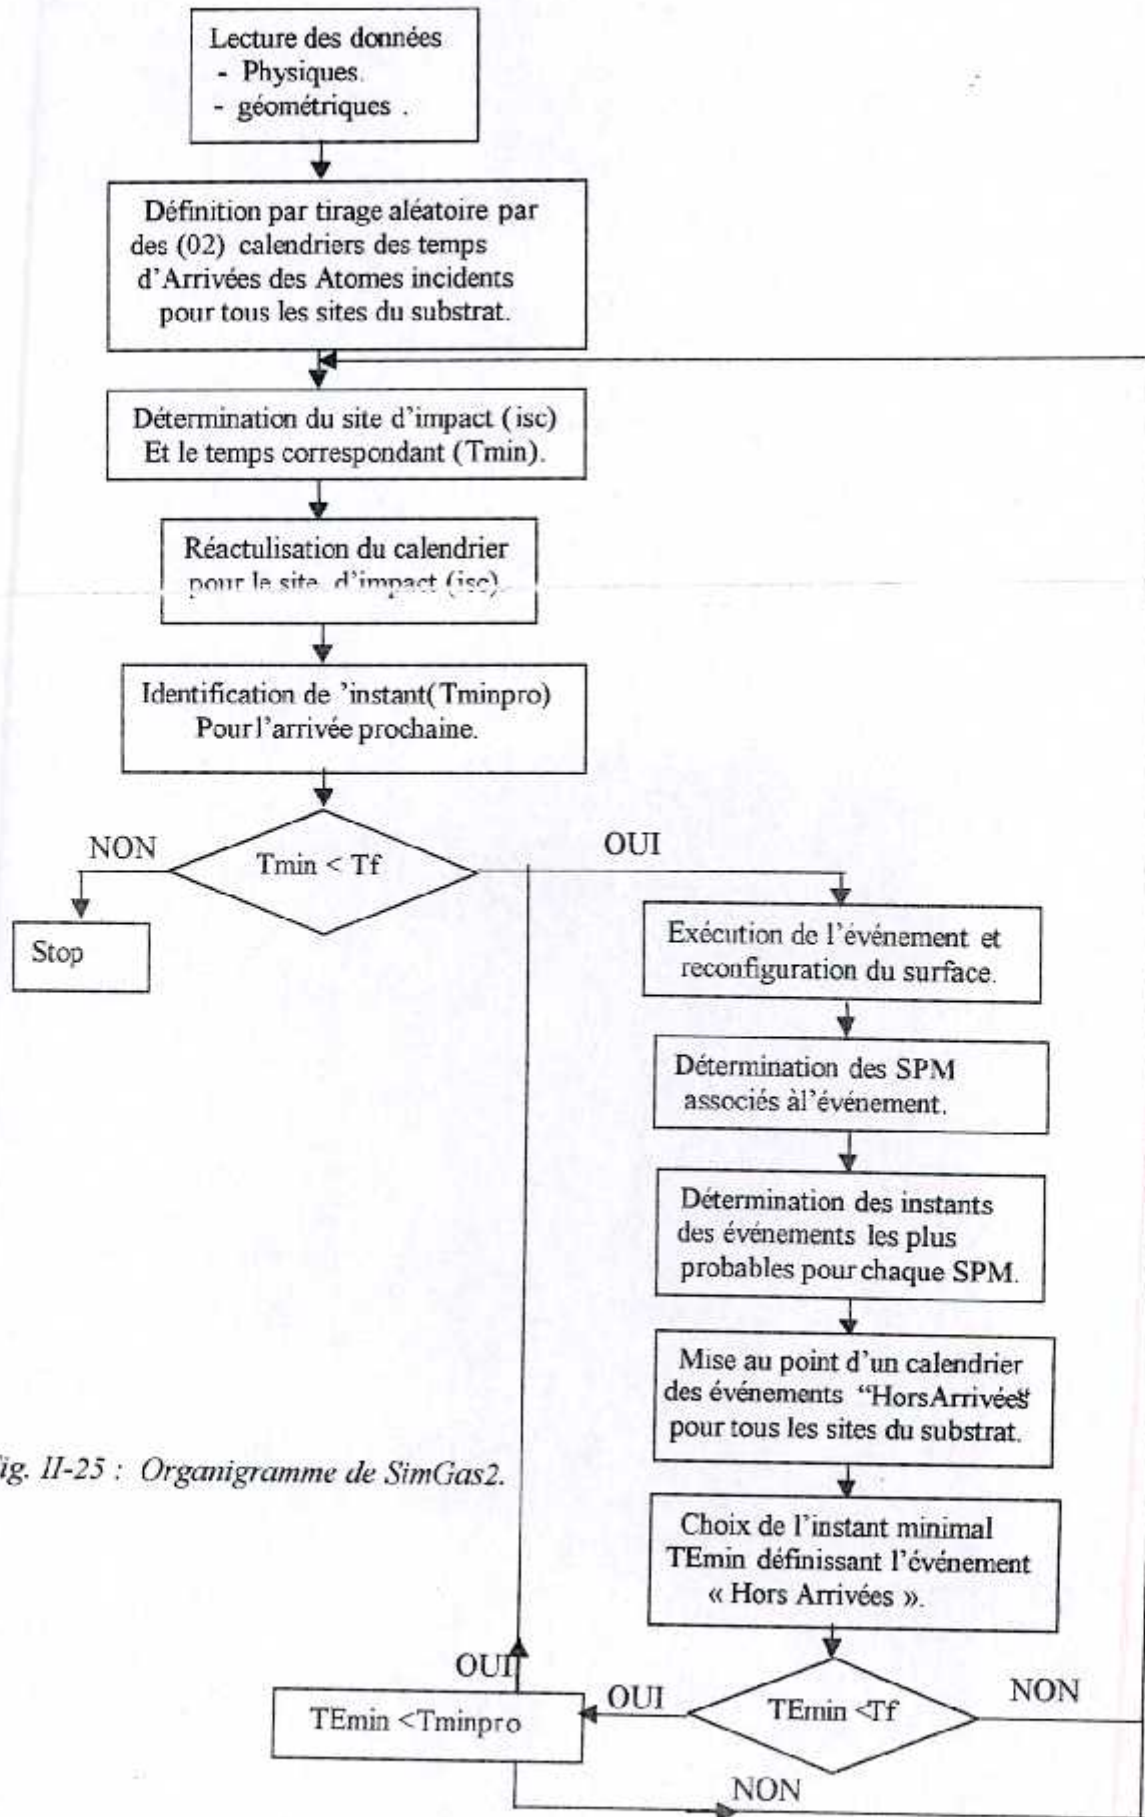 Lecture des données
- Physiques.
- géométriques .
Définition par tirage aléatoire par
des (02) calendriers des temps
d'Arrivées des Atomes incidents
pour tous les sites du substrat.
Détermination du site d'impact (isc)
Et le temps correspondant (Tmin).
Réactulisation du calendrier
pour le site d'impact (isc).
Identification de 'instant(Tminpro)
Pour l'arrivée prochaine.
NON
Tmin < Tf
OUI
Stop
Exécution de l'événement et
reconfiguration du surface.
Détermination des SPM
associés àl'événement.
Détermination des instants
des événements les plus
probables pour chaque SPM.
Mise au point d'un calendrier
des événements "HorsArrivées"
pour tous les sites du substrat.
ig. II-25 : Organigramme de SimGas2.
Choix de l'instant minimal
TEmin définissant l'événement
« Hors Arrivées ».
OUI
TEmin <Tminpro
OUI
TEmin <Tf
NON
NON